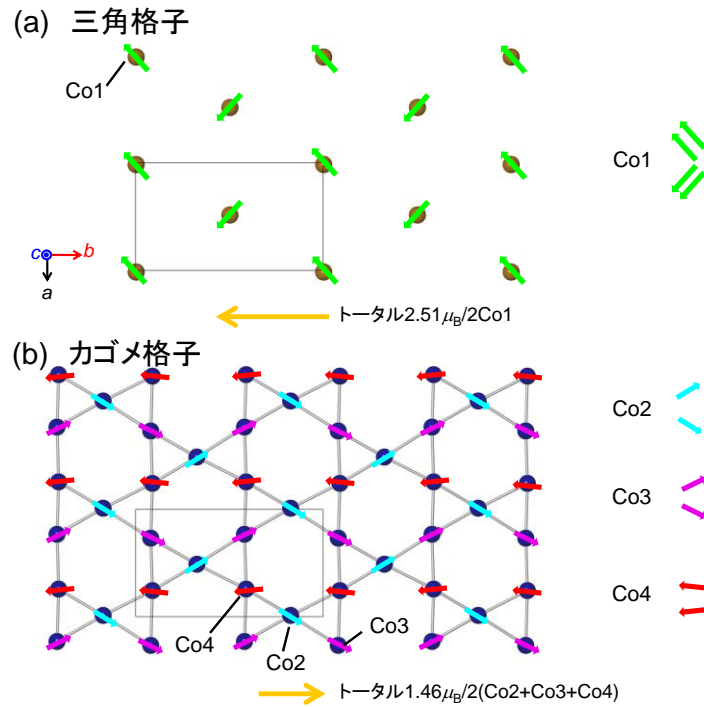 (a) 三角格子
Co1
Co1
c b
a
トータル2.51μB/2Co1
(b) カゴメ格子
Co2
Co3
Co4
Co4
Co2
Co3
トータル1.46μB/2(Co2+Co3+Co4)